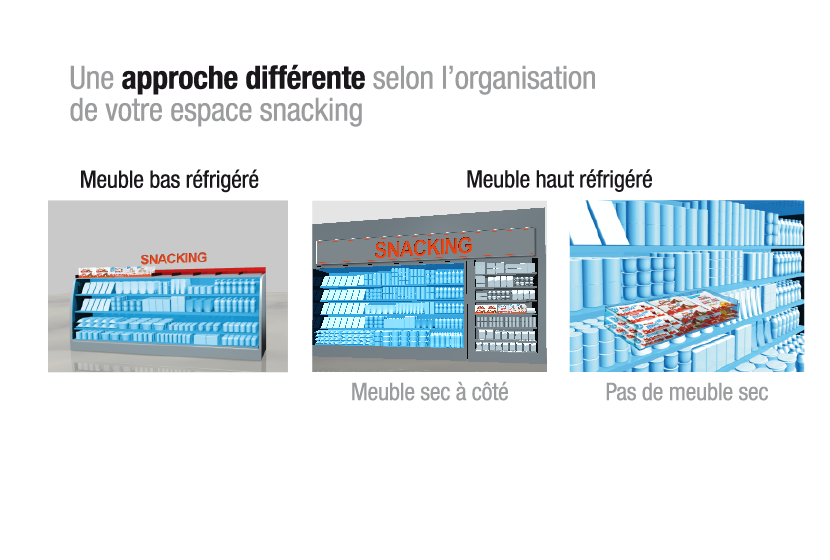 Une approche différente selon l’organisation
de votre espace snacking
Meuble bas réfrigéré
Meuble haut réfrigéré
SNACKING
SNACKING
Meuble sec à côté
Pas de meuble sec